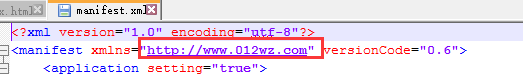 x.html
manifest.xml
<?xml version="1.0" encoding="utf-8"?>
<manifest xmlns="http://www.012wz.com" versionCode="0.6">
<application setting="true">